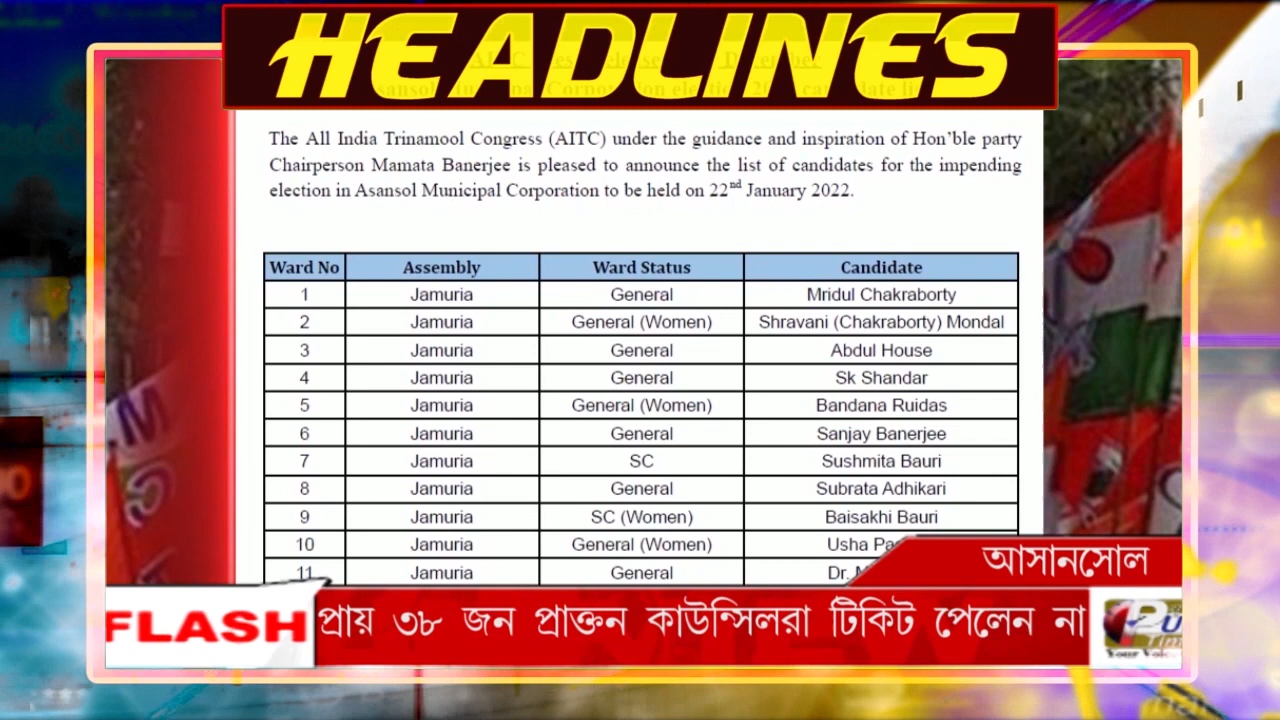 HEADLINES
The All India Trinamool Congress (AITC) under the guidance and inspiration of Hon’ble party
Chairperson Mamata Banerjee is pleased to announce the list of candidates for the impending
election in Asansol Municipal Corporation to be held on 22nd January 2022.
Ward No Assembly Ward Status Candidate
1 Jamuria General Mridul Chakraborty
2 Jamuria General (Women) Shravani (Chakraborty) Mondal
3 Jamuria General Abdul House
4 Jamuria General Sk Shandar
5 Jamuria General (Women) Bandana Ruidas
6 Jamuria General Sanjay Banerjee
7 Jamuria SC Sushmita Bauri
8 Jamuria General Subrata Adhikari
9 Jamuria SC (Women) Baisakhi Bauri
10 Jamuria General (Women) Usha
11 Jamuria General Dr.
আসানসোল
FLASH প্রায় ৩৮ জন প্রাক্তন কাউন্সিলরা টিকিট পেলেন না